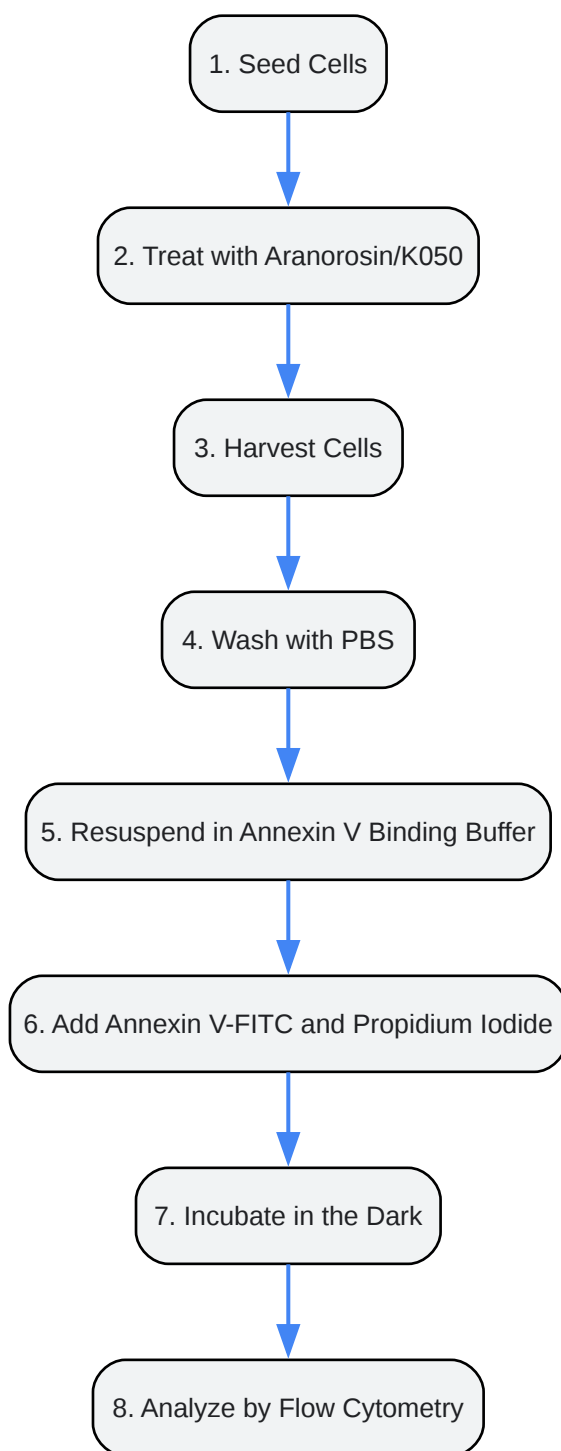 1. Seed Cells
2. Treat with Aranorosin/K050
3. Harvest Cells
4. Wash with PBS
5. Resuspend in Annexin V Binding Buffer
6. Add Annexin V-FITC and Propidium Iodide
7. Incubate in the Dark
8. Analyze by Flow Cytometry